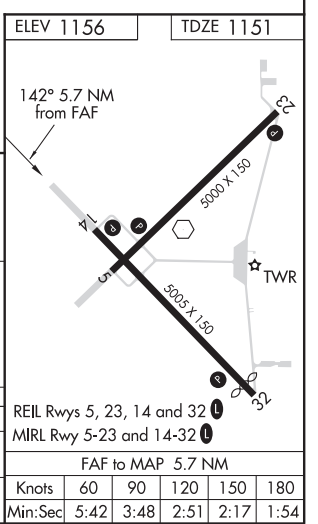 ELEV 1156
TDZE 1151
142° 5.7 NM
from FAF
23
P
5000 X 150
14
P
P
5
TWR
5005 X 150
P
32
REIL Rwys 5, 23, 14 and 32 L
MIRL Rwy 5-23 and 14-32 L
FAF to MAP 5.7 NM
Knots 60 90 120 150 180
Min:Sec 5:42 3:48 2:51 2:17 1:54